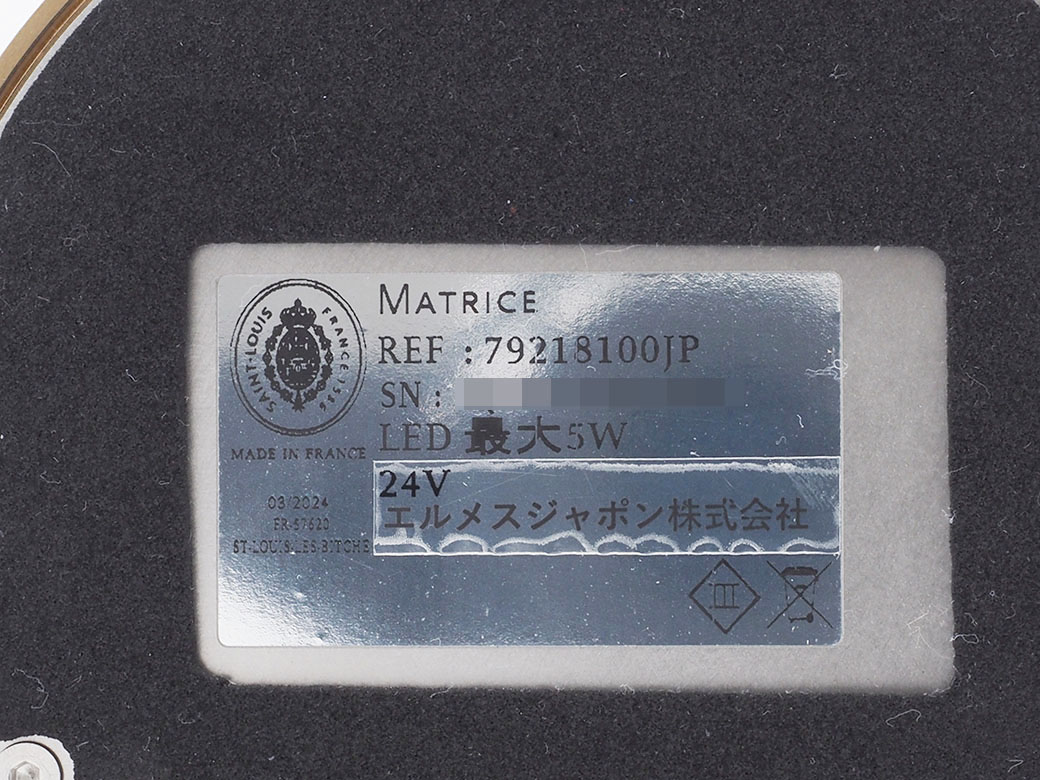 SAINT-LOUIS FRANCE 1586
MADE IN FRANCE
03/2024
FR-57620
ST-LOUIS-LES-BITCHE
MATRICE
REF : 79218100JP
SN :
LED 最大5W
24V
エルメスジャポン株式会社